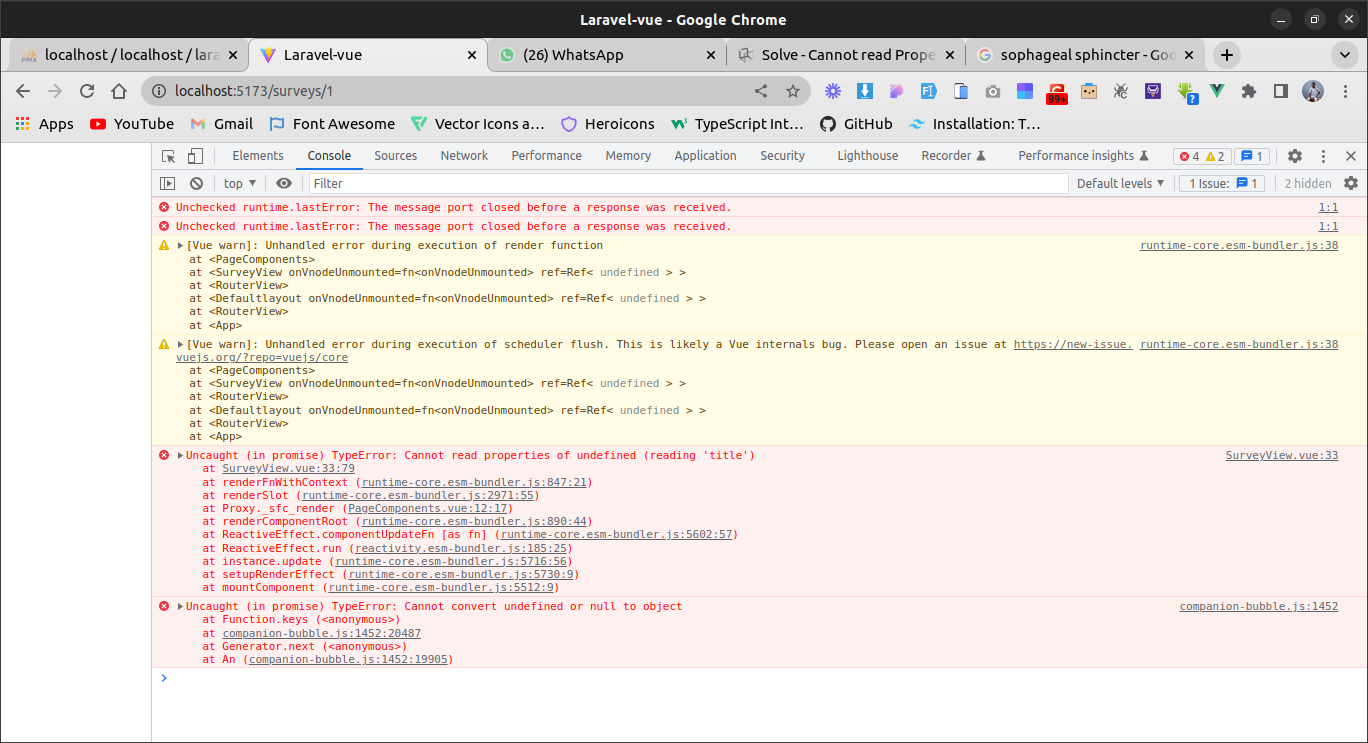 Laravel-vue - Google Chrome
localhost / localhost / lara
Laravel-vue
(26) WhatsApp
Solve - Cannot read Prope
sophageal sphincter - Goo
localhost:5173/surveys/1
99+
Apps
YouTube
Gmail
Font Awesome
Vector Icons a…
Heroicons
TypeScript Int…
GitHub
Installation: T…
Elements
Console
Sources
Network
Performance
Memory
Application
Security
Lighthouse
Recorder
Performance insights
4
2
1
top
Filter
Default levels
1 Issue:
1
2 hidden
Unchecked runtime.lastError: The message port closed before a response was received. 1:1
Unchecked runtime.lastError: The message port closed before a response was received. 1:1
[Vue warn]: Unhandled error during execution of render function runtime-core.esm-bundler.js:38
at <PageComponents>
at <SurveyView onVnodeUnmounted=fn<onVnodeUnmounted> ref=Ref< undefined > >
at <RouterView>
at <Defaultlayout onVnodeUnmounted=fn<onVnodeUnmounted> ref=Ref< undefined > >
at <RouterView>
at <App>
[Vue warn]: Unhandled error during execution of scheduler flush. This is likely a Vue internals bug. Please open an issue at https://new-issue. runtime-core.esm-bundler.js:38
vuejs.org/?repo=vuejs/core
at <PageComponents>
at <SurveyView onVnodeUnmounted=fn<onVnodeUnmounted> ref=Ref< undefined > >
at <RouterView>
at <Defaultlayout onVnodeUnmounted=fn<onVnodeUnmounted> ref=Ref< undefined > >
at <RouterView>
at <App>
Uncaught (in promise) TypeError: Cannot read properties of undefined (reading 'title') SurveyView.vue:33
at SurveyView.vue:33:79
at renderFnWithContext (runtime-core.esm-bundler.js:847:21)
at renderSlot (runtime-core.esm-bundler.js:2971:55)
at Proxy._sfc_render (PageComponents.vue:12:17)
at renderComponentRoot (runtime-core.esm-bundler.js:890:44)
at ReactiveEffect.componentUpdateFn [as fn] (runtime-core.esm-bundler.js:5602:57)
at ReactiveEffect.run (reactivity.esm-bundler.js:185:25)
at instance.update (runtime-core.esm-bundler.js:5716:56)
at setupRenderEffect (runtime-core.esm-bundler.js:5730:9)
at mountComponent (runtime-core.esm-bundler.js:5512:9)
Uncaught (in promise) TypeError: Cannot convert undefined or null to object companion-bubble.js:1452
at Function.keys (<anonymous>)
at companion-bubble.js:1452:20487
at Generator.next (<anonymous>)
at An (companion-bubble.js:1452:19905)